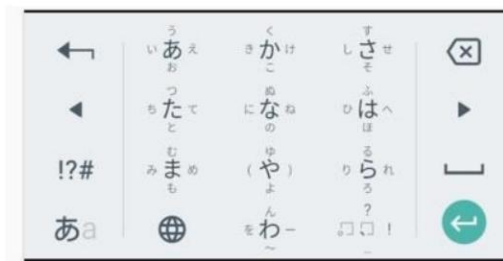 う く す
い あ え き か け し さ せ
お こ そ
つ ぬ ふ
ち た て に な ね ひ は へ
と の ほ
む ゆ る
!?# み ま め ( や ) り ら れ
も よ ろ
ん ?
あa を わ ー 。 、 !
〜 …